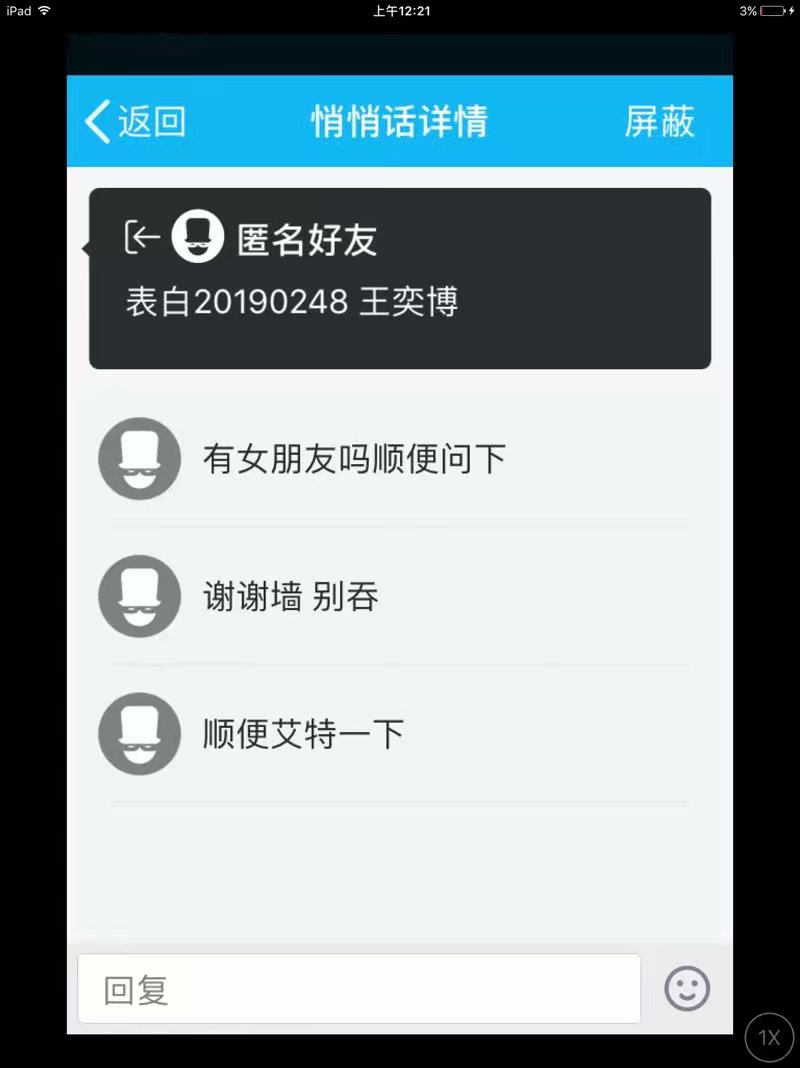 iPad 上午12:21 3%
返回 悄悄话详情 屏蔽
匿名好友
表白20190248 王奕博
有女朋友吗顺便问下
谢谢墙 别吞
顺便艾特一下
回复
1X